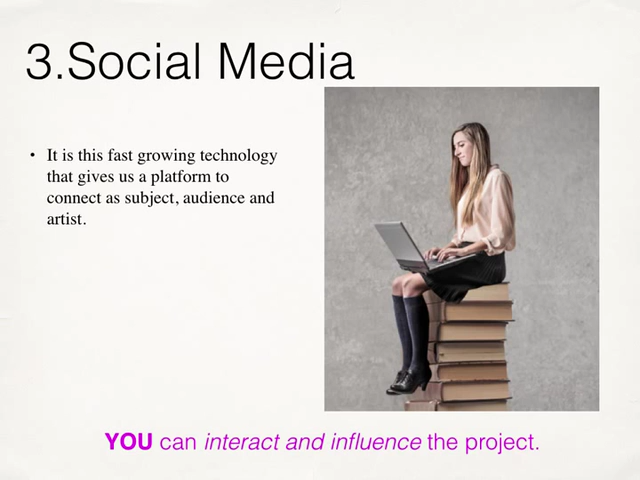 3.Social Media
• It is this fast growing technology
that gives us a platform to
connect as subject, audience and
artist.
YOU can interact and influence the project.